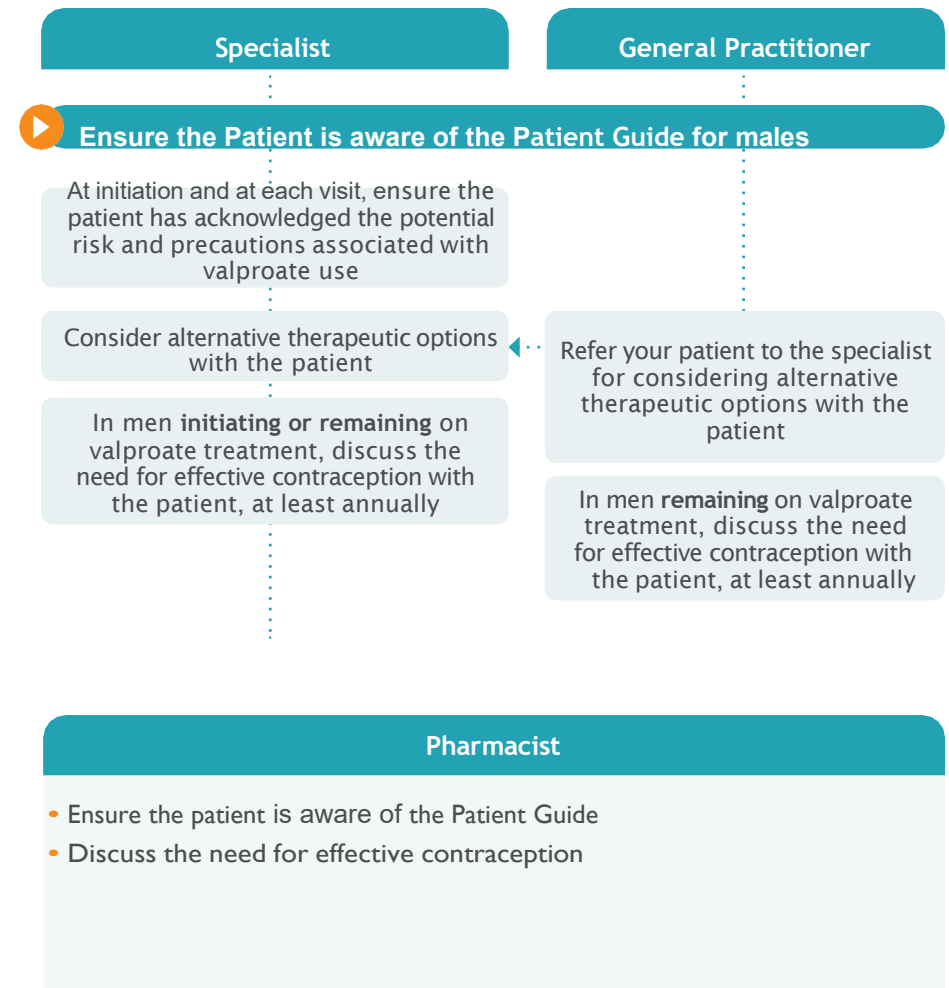 Specialist
General Practitioner
Ensure the Patient is aware of the Patient Guide for males
At initiation and at each visit, ensure the
patient has acknowledged the potential
risk and precautions associated with
valproate use
Consider alternative therapeutic options
with the patient
In men initiating or remaining on
valproate treatment, discuss the
need for effective contraception with
the patient, at least annually
Refer your patient to the specialist
for considering alternative
therapeutic options with the
patient
In men remaining on valproate
treatment, discuss the need
for effective contraception with
the patient, at least annually
Pharmacist
• Ensure the patient is aware of the Patient Guide
• Discuss the need for effective contraception